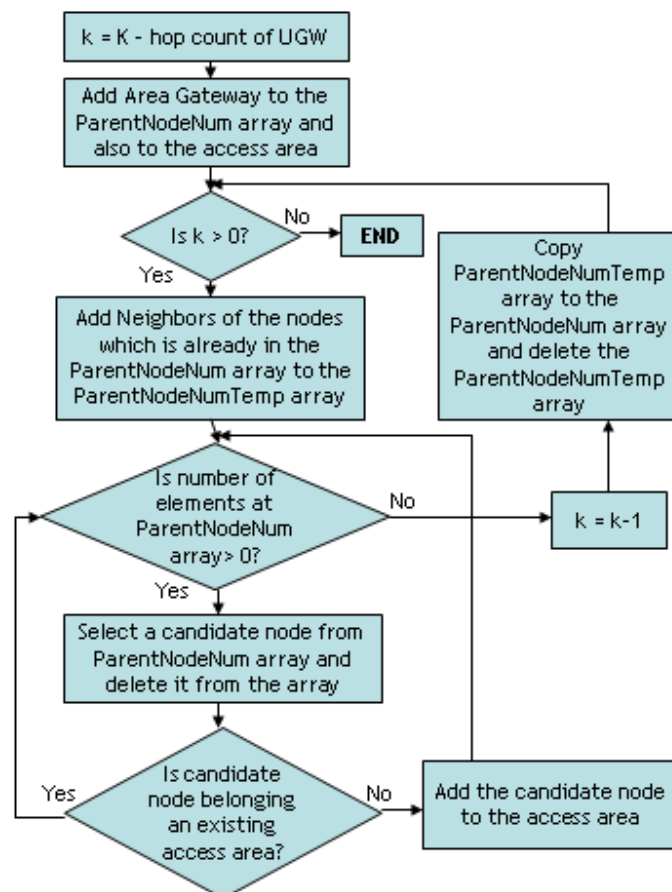 k = K - hop count of UGW
Add Area Gateway to the
ParentNodeNum array and
also to the access area
Is k > 0?
No
END
Yes
Copy
ParentNodeNumTemp
array to the
ParentNodeNum array
and delete the
ParentNodeNumTemp
array
Add Neighbors of the nodes
which is already in the
ParentNodeNum array to the
ParentNodeNumTemp array
Is number of
elements at
ParentNodeNum
array> 0?
No
k = k-1
Yes
Select a candidate node from
ParentNodeNum array and
delete it from the array
Is candidate
node belonging
an existing
access area?
Yes
No
Add the candidate node
to the access area